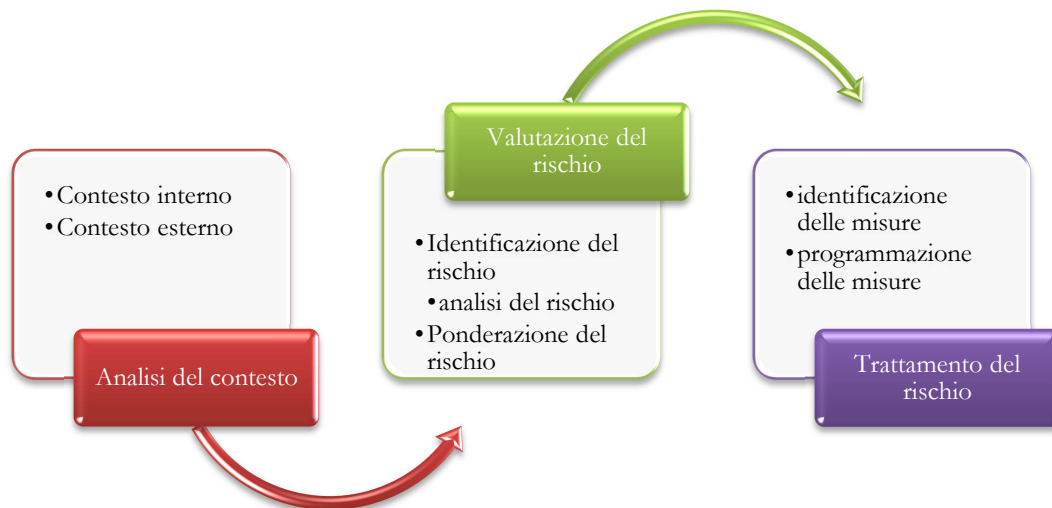 •Contesto interno
•Contesto esterno
Analisi del contesto
Valutazione del
rischio
•Identificazione del
rischio
•analisi del rischio
•Ponderazione del
rischio
•identificazione
delle misure
•programmazione
delle misure
Trattamento del
rischio